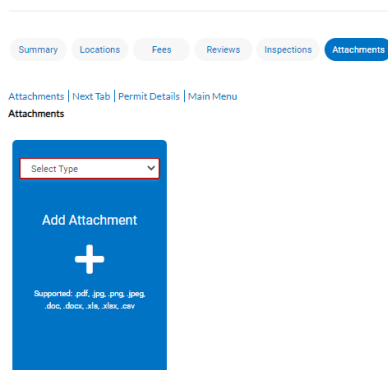 Summary Locations Fees Reviews Inspections Attachments
Attachments | Next Tab | Permit Details | Main Menu
Attachments
Select Type
Add Attachment
Supported: .pdf, .jpg, .png, .jpeg,
.doc, .docx, .xls, .xlsx, .csv